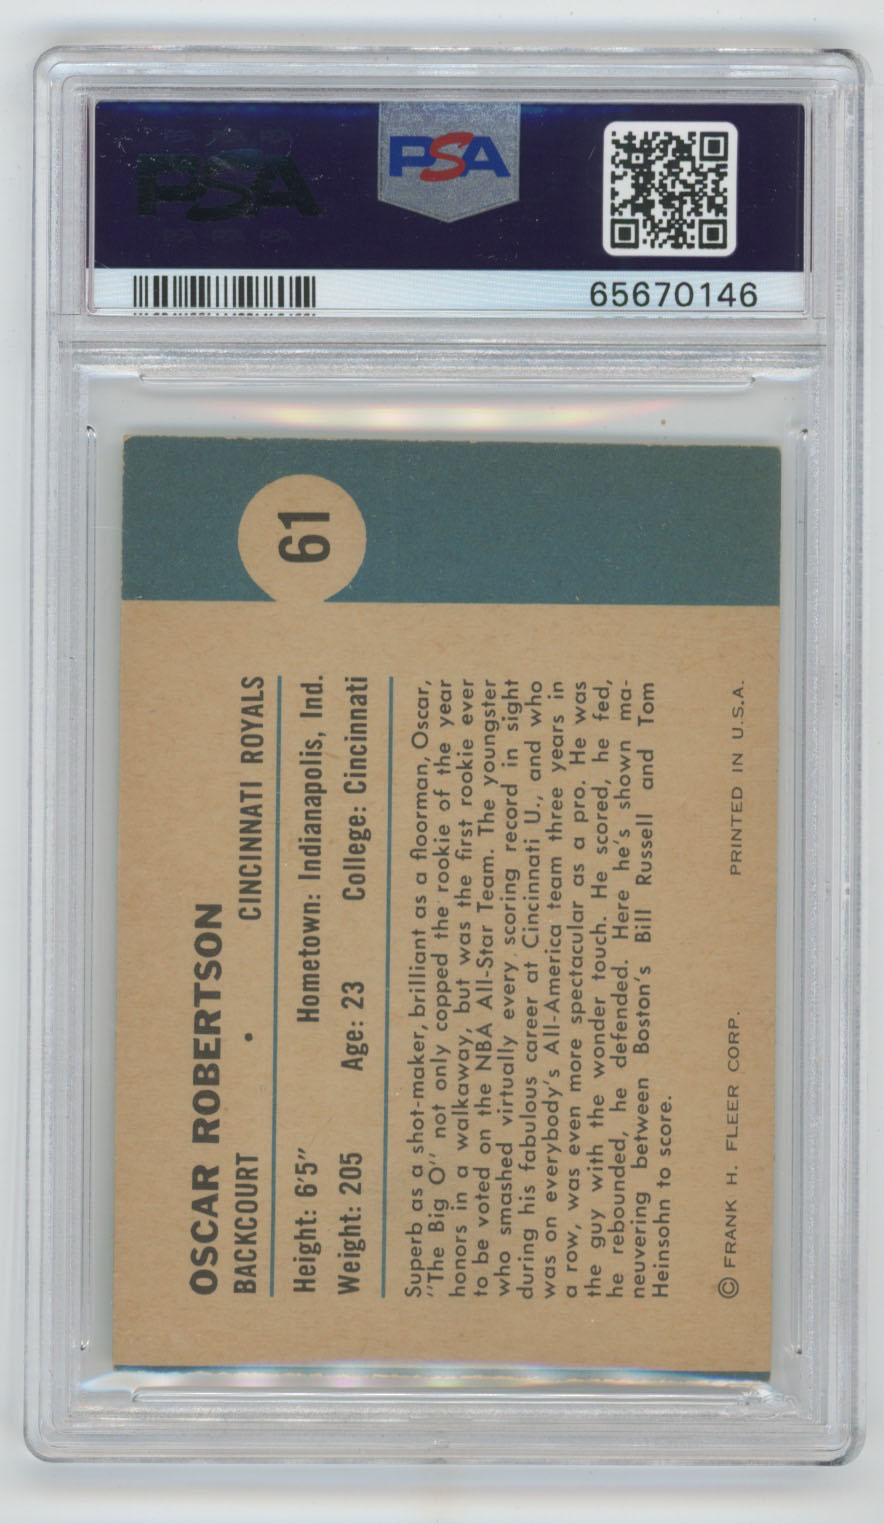 PSA
PSA
65670146
61
OSCAR ROBERTSON
BACKCOURT • CINCINNATI ROYALS
Height: 6'5" Hometown: Indianapolis, Ind.
Weight: 205 Age: 23 College: Cincinnati
Superb as a shot-maker, brilliant as a floorman, Oscar,
"The Big O" not only copped the rookie of the year
honors in a walkaway, but was the first rookie ever
to be voted on the NBA All-Star Team. The youngster
who smashed virtually every scoring record in sight
during his fabulous career at Cincinnati U., and who
was on everybody's All-America team three years in
a row, was even more spectacular as a pro. He was
the guy with the wonder touch. He scored, he fed,
he rebounded, he defended. Here he's shown ma-
neuvering between Boston's Bill Russell and Tom
Heinsohn to score.
© FRANK H. FLEER CORP. PRINTED IN U.S.A.